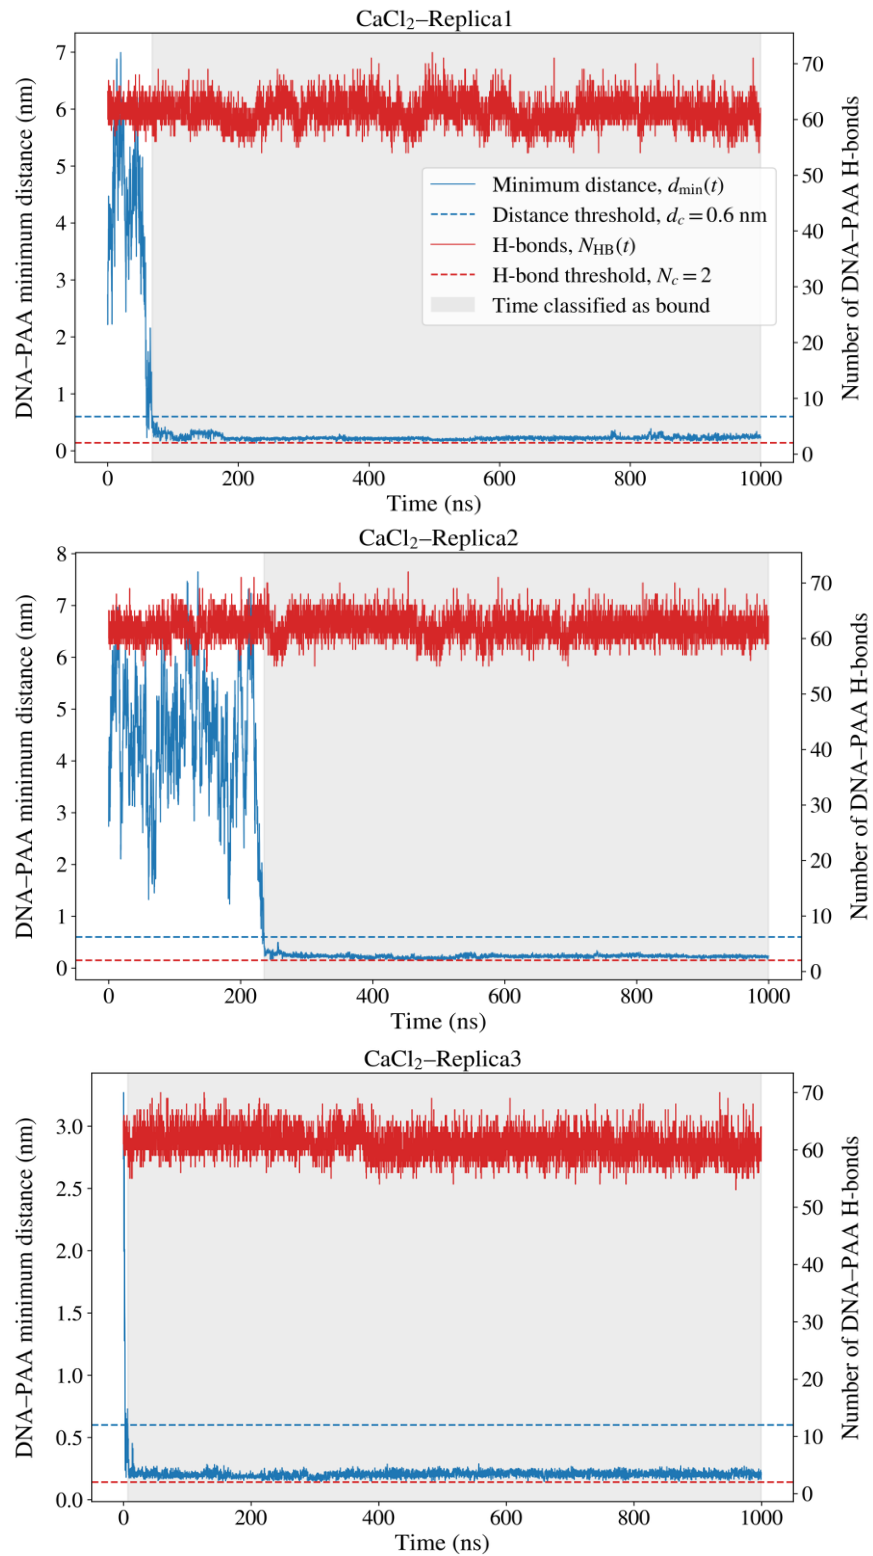 CaCl₂–Replica1
DNA–PAA minimum distance (nm)
7
6
5
4
3
2
1
0
Minimum distance, d_min(t)
Distance threshold, d_c = 0.6 nm
H-bonds, N_HB(t)
H-bond threshold, N_c = 2
Time classified as bound
70
60
50
40
30
20
10
0
Number of DNA–PAA H-bonds
0 200 400 600 800 1000
Time (ns)
CaCl₂–Replica2
DNA–PAA minimum distance (nm)
8
7
6
5
4
3
2
1
0
70
60
50
40
30
20
10
0
Number of DNA–PAA H-bonds
0 200 400 600 800 1000
Time (ns)
CaCl₂–Replica3
DNA–PAA minimum distance (nm)
3.0
2.5
2.0
1.5
1.0
0.5
0.0
70
60
50
40
30
20
10
0
Number of DNA–PAA H-bonds
0 200 400 600 800 1000
Time (ns)